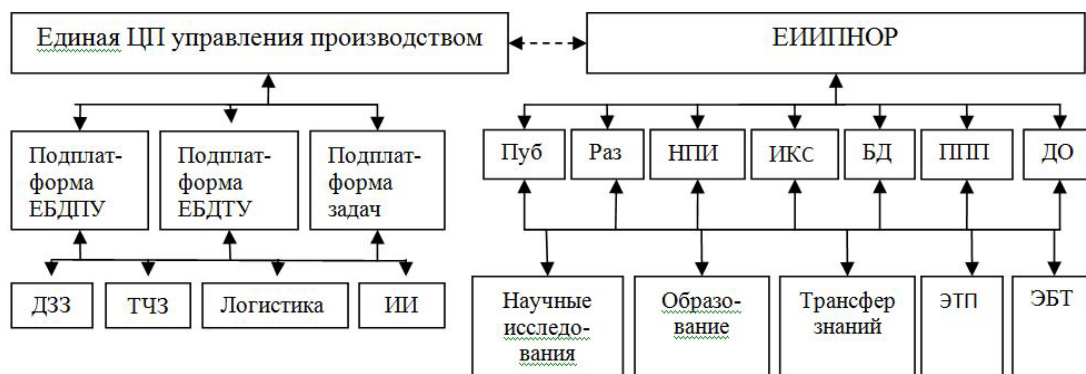 Единая ЦП управления производством
ЕИИПНОР
Подплат-
форма
ЕБДПУ
Подплат-
форма
ЕБДТУ
Подплат-
форма
задач
Пуб
Раз
НПИ
ИКС
БД
ППП
ДО
ДЗЗ
ТЧЗ
Логистика
ИИ
Научные
исследо-
вания
Образо-
вание
Трансфер
знаний
ЭТП
ЭБТ